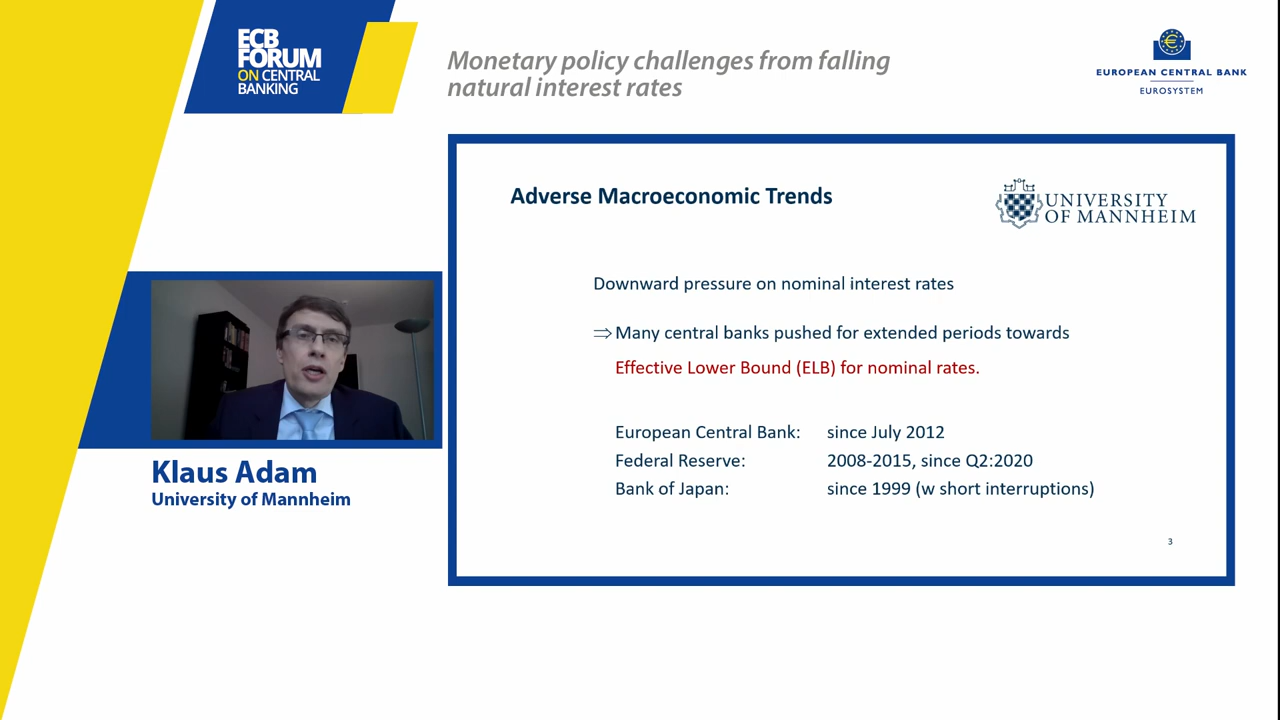 ECB
FORUM
ON CENTRAL
BANKING
Monetary policy challenges from falling
natural interest rates
EUROPEAN CENTRAL BANK
EUROSYSTEM
Adverse Macroeconomic Trends
UNIVERSITY
OF MANNHEIM
Downward pressure on nominal interest rates
⇒ Many central banks pushed for extended periods towards
Effective Lower Bound (ELB) for nominal rates.
European Central Bank: since July 2012
Federal Reserve: 2008-2015, since Q2:2020
Bank of Japan: since 1999 (w short interruptions)
3
Klaus Adam
University of Mannheim